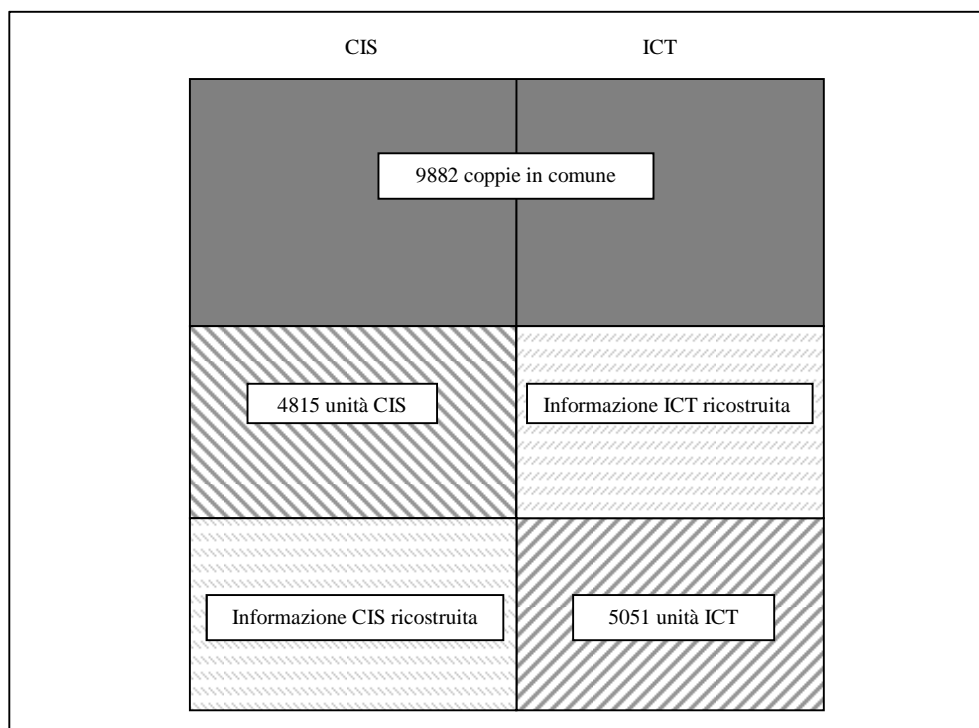 CIS
ICT
9882 coppie in comune
4815 unità CIS
Informazione ICT ricostruita
Informazione CIS ricostruita
5051 unità ICT